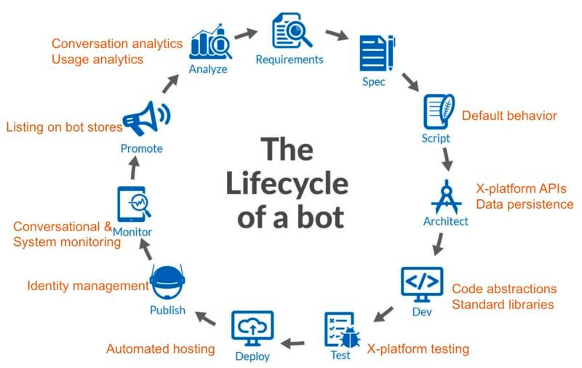 The
Lifecycle
of a bot
Requirements
Spec
Script
Default behavior
Architect
X-platform APIs
Data persistence
</>
Dev
Code abstractions
Standard libraries
Test
X-platform testing
Deploy
Automated hosting
Publish
Identity management
Monitor
Conversational &
System monitoring
Promote
Listing on bot stores
Analyze
Conversation analytics
Usage analytics